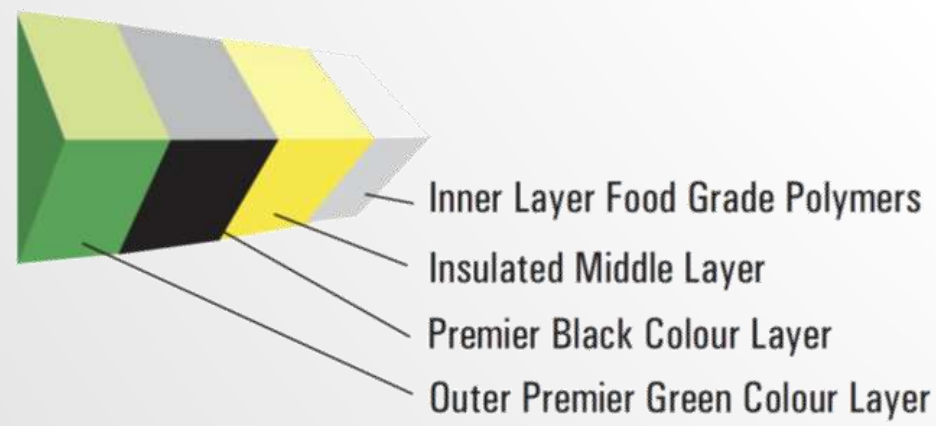 Inner Layer Food Grade Polymers
Insulated Middle Layer
Premier Black Colour Layer
Outer Premier Green Colour Layer